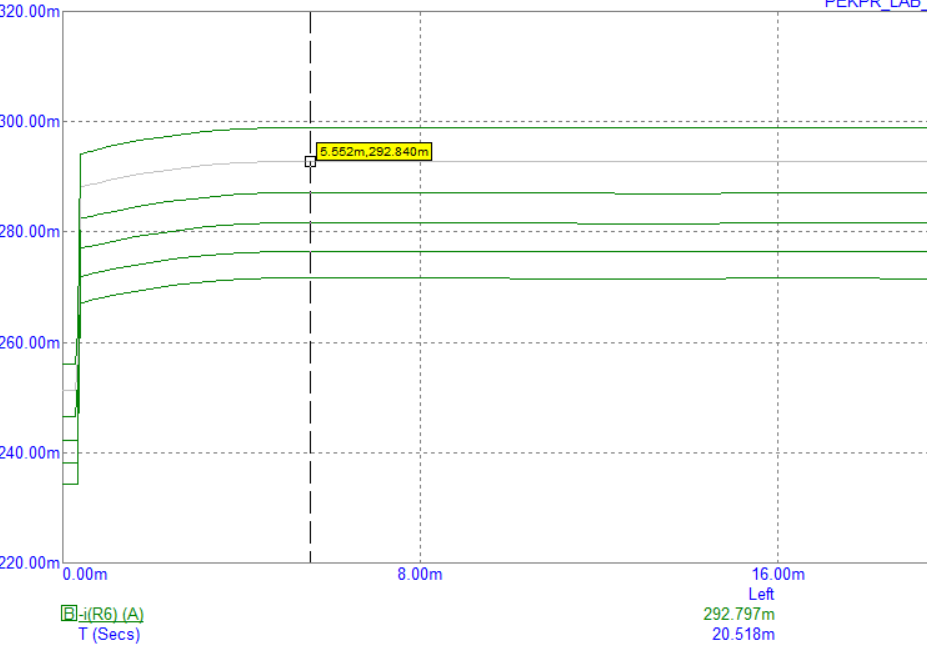 PEKPR_LAB_
320.00m
300.00m
5.552m,292.840m
280.00m
260.00m
240.00m
220.00m
0.00m 8.00m 16.00m
Left
B -i(R6) (A) 292.797m
T (Secs) 20.518m